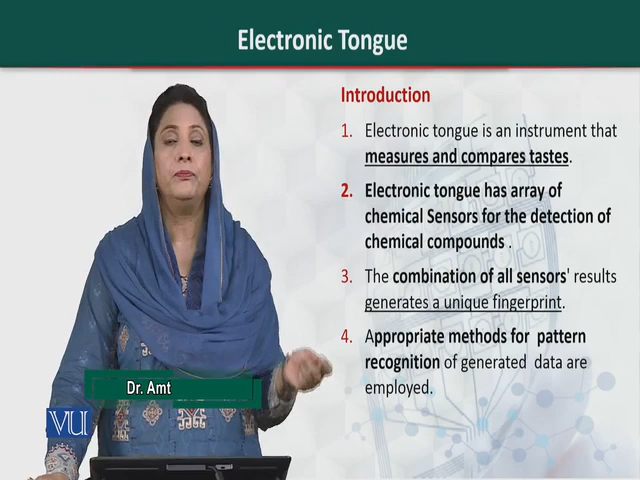 Electronic Tongue
Introduction
1. Electronic tongue is an instrument that
measures and compares tastes.
2. Electronic tongue has array of
chemical Sensors for the detection of
chemical compounds .
3. The combination of all sensors' results
generates a unique fingerprint.
4. Appropriate methods for pattern
recognition of generated data are
employed.
Dr. Amt
VU